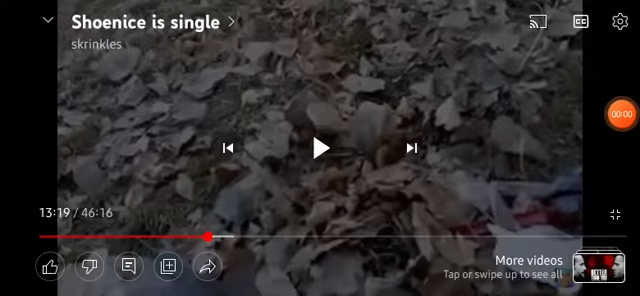 Shoenice is single
skrinkles
00:00
13:19 / 46:16
More videos
Tap or swipe up to see all